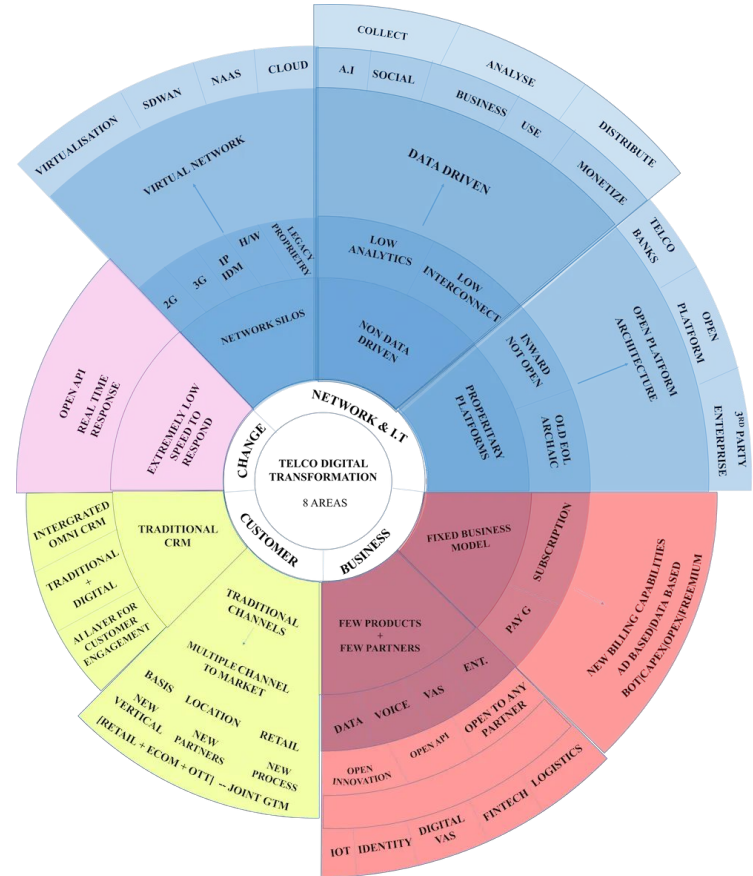 TELCO DIGITAL
TRANSFORMATION
8 AREAS
NETWORK & I.T
BUSINESS
CUSTOMER
CHANGE
VIRTUALISATION
SDWAN
NAAS
CLOUD
VIRTUAL NETWORK
2G
3G
IP
IDM
H/W
LEGACY
PROPRIETRY
NETWORK SILOS
COLLECT
ANALYSE
DISTRIBUTE
A.I
SOCIAL
BUSINESS
USE
MONETIZE
DATA DRIVEN
LOW
ANALYTICS
LOW
INTERCONNECT
NON DATA
DRIVEN
TELCO
BANKS
OPEN
PLATFORM
3RD PARTY
ENTERPRISE
OPEN PLATFORM
ARCHITECTURE
INWARD
NOT OPEN
OLD EOL
ARCHAIC
PROPERITARY
PLATFORMS
FIXED BUSINESS
MODEL
SUBSCRIPTION
PAY G
NEW BILLING CAPABILITIES
AD BASED|DATA BASED
BOT|CAPEX|OPEX|FREEMIUM
FEW PRODUCTS
+
FEW PARTNERS
DATA
VOICE
VAS
ENT.
OPEN
INNOVATION
OPEN API
OPEN TO ANY
PARTNER
IOT
IDENTITY
DIGITAL
VAS
FINTECH
LOGISTICS
TRADITIONAL
CHANNELS
MULTIPLE CHANNEL
TO MARKET
BASIS
LOCATION
RETAIL
NEW
VERTICAL
NEW
PARTNERS
NEW
PROCESS
[RETAIL + ECOM + OTT] -- JOINT GTM
TRADITIONAL
CRM
INTERGRATED
OMNI CRM
TRADITIONAL
+
DIGITAL
AI LAYER FOR
CUSTOMER
ENGAGEMENT
EXTREMELY LOW
SPEED TO
RESPOND
OPEN API
REAL TIME
RESPONSE